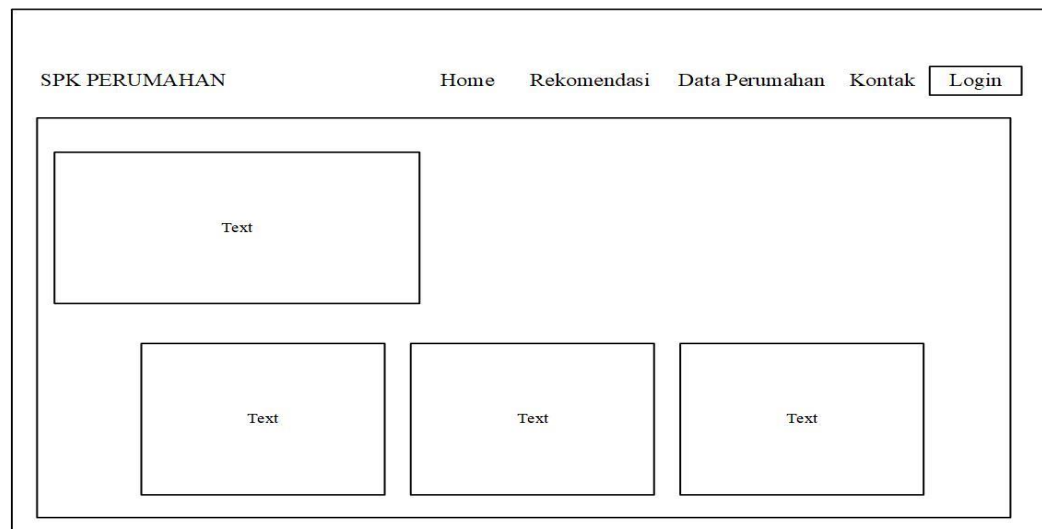 SPK PERUMAHAN Home Rekomendasi Data Perumahan Kontak Login
Text
Text Text Text